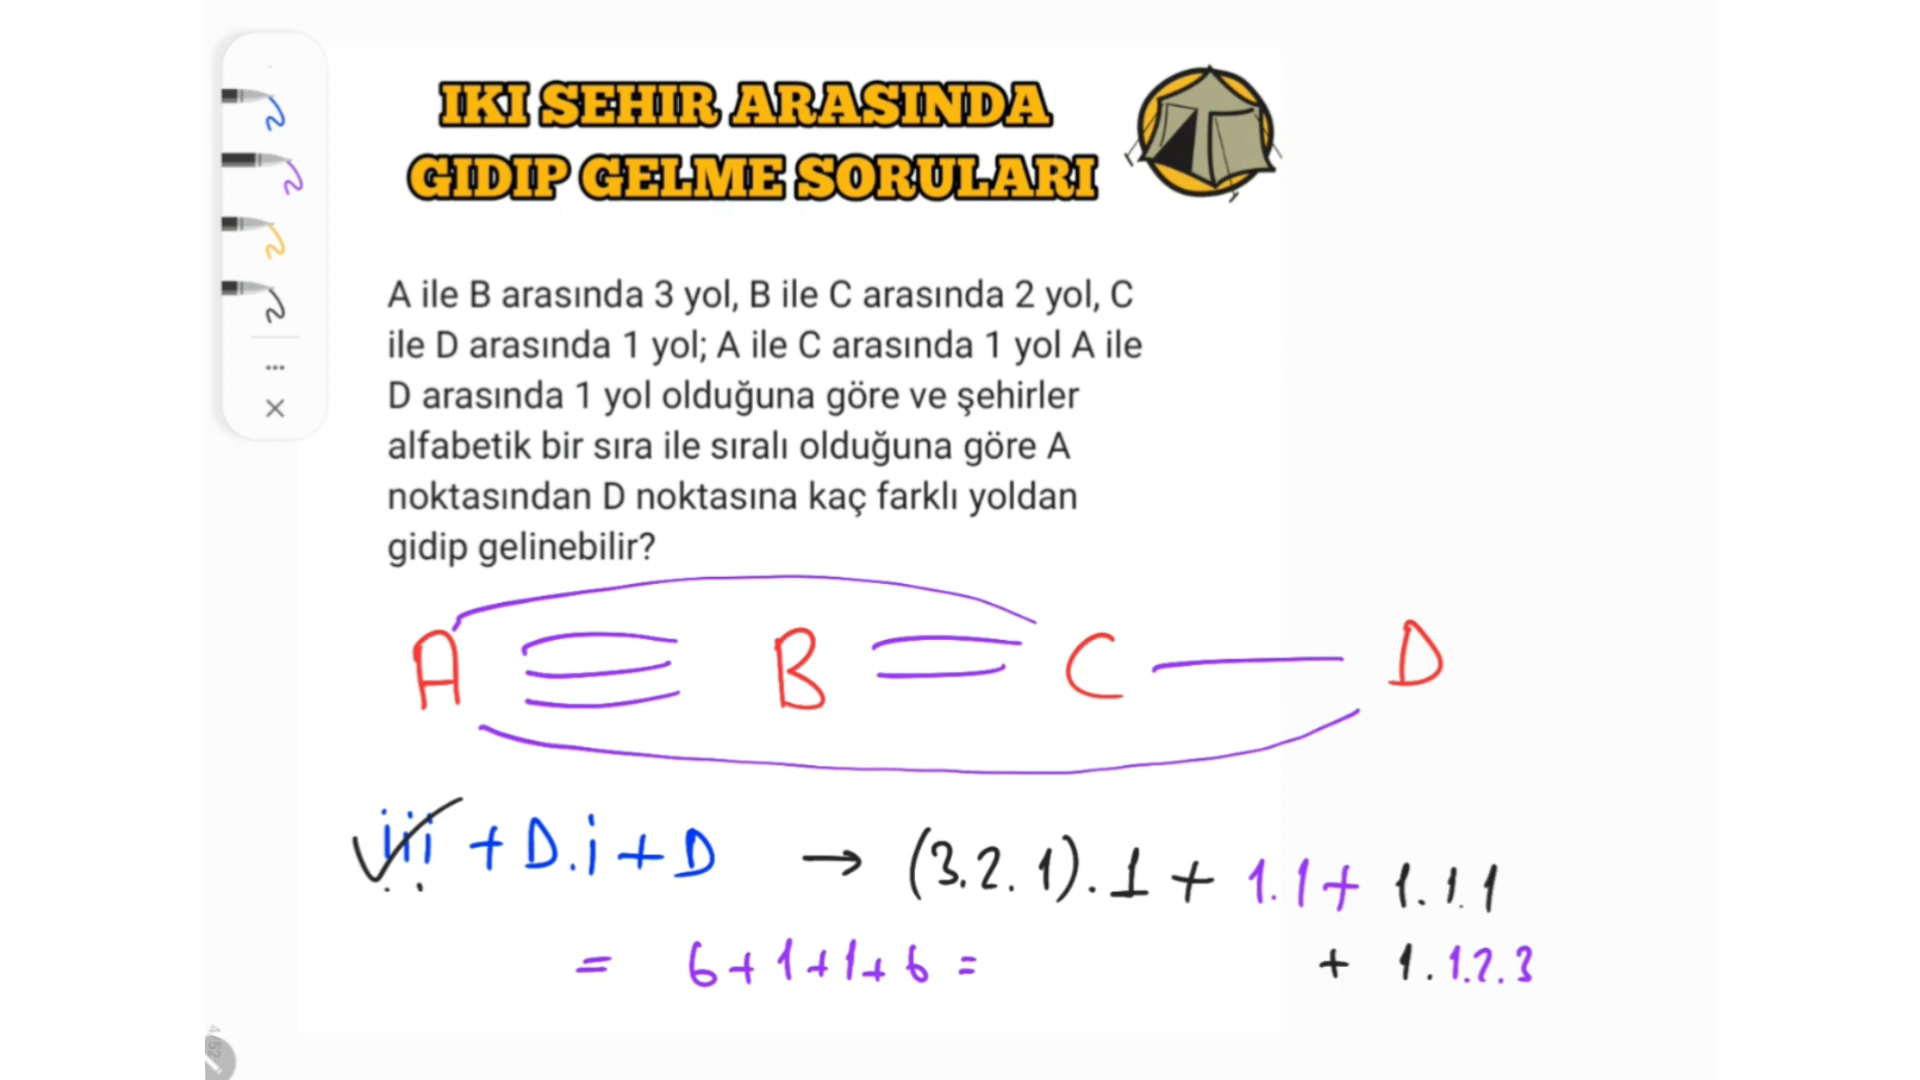 IKI SEHIR ARASINDA
GIDIP GELME SORULARI
A ile B arasında 3 yol, B ile C arasında 2 yol, C
ile D arasında 1 yol; A ile C arasında 1 yol A ile
D arasında 1 yol olduğuna göre ve şehirler
alfabetik bir sıra ile sıralı olduğuna göre A
noktasından D noktasına kaç farklı yoldan
gidip gelinebilir?
A B C D
iii + D.i + D → (3.2.1).1 + 1.1 + 1.1.1
= 6+1+1+6 = + 1.1.2.3
4/52